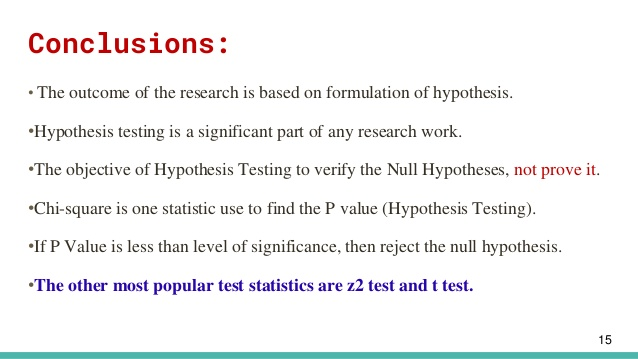 Conclusions:
• The outcome of the research is based on formulation of hypothesis.
•Hypothesis testing is a significant part of any research work.
•The objective of Hypothesis Testing to verify the Null Hypotheses, not prove it.
•Chi-square is one statistic use to find the P value (Hypothesis Testing).
•If P Value is less than level of significance, then reject the null hypothesis.
•The other most popular test statistics are z2 test and t test.
15